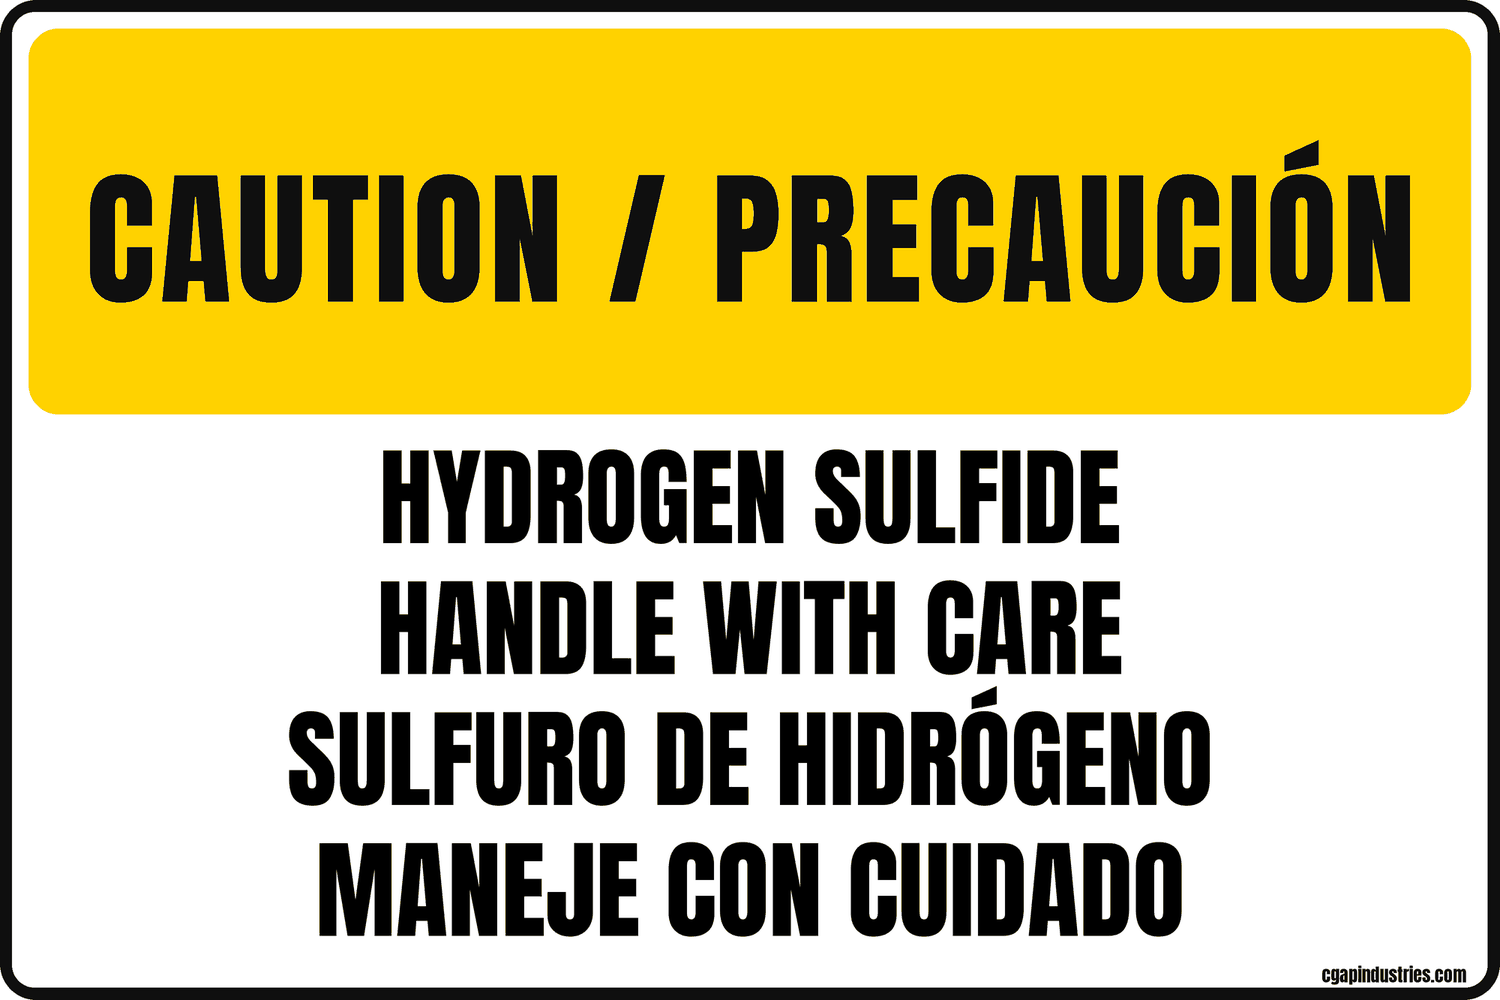 CAUTION / PRECAUCIÓN
HYDROGEN SULFIDE
HANDLE WITH CARE
SULFURO DE HIDRÓGENO
MANEJE CON CUIDADO
cgapindustries.com